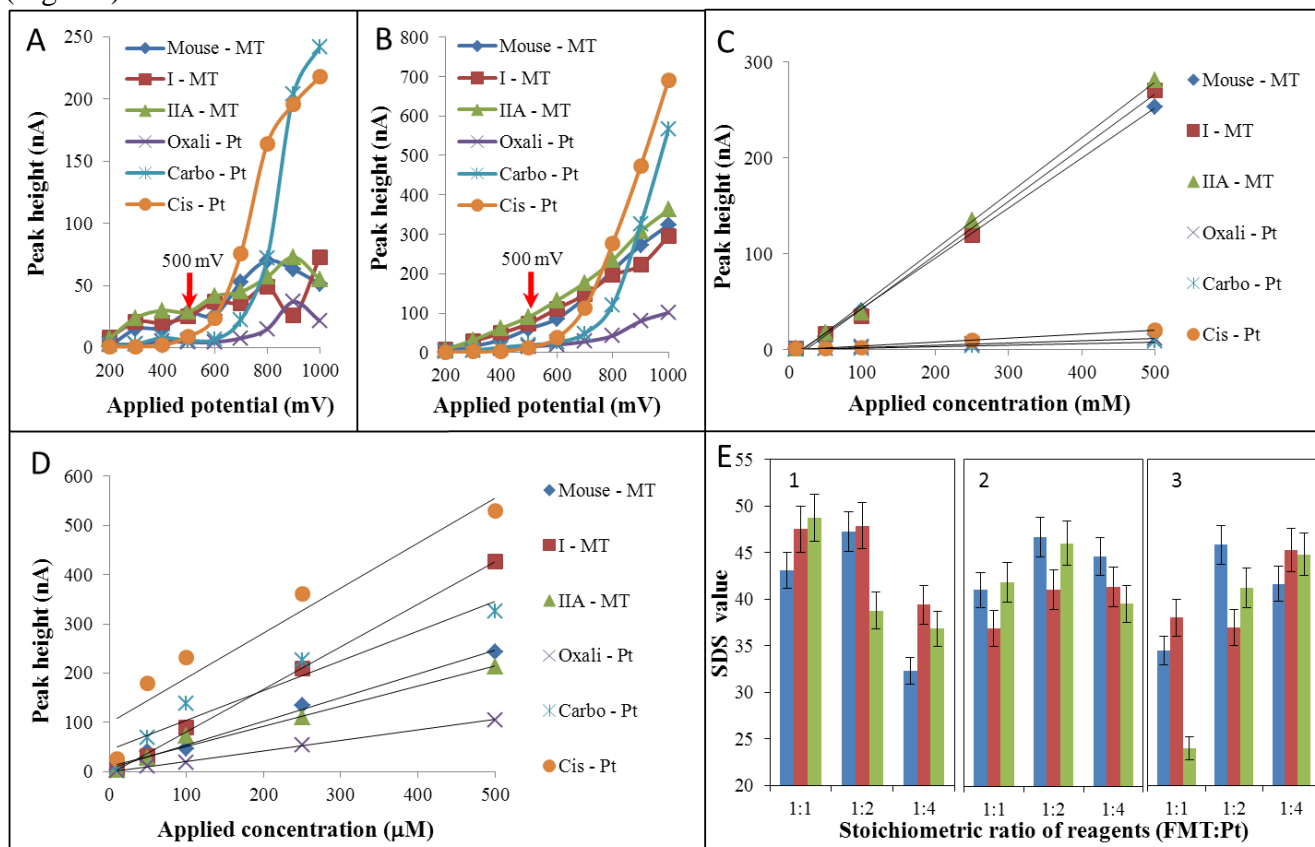 A
250
200
150
100
50
0
Peak height (nA)
Mouse - MT
I - MT
IIA - MT
Oxali - Pt
Carbo - Pt
Cis - Pt
500 mV
200 400 600 800 1000
Applied potential (mV)
B
800
700
600
500
400
300
200
100
0
Peak height (nA)
Mouse - MT
I - MT
IIA - MT
Oxali - Pt
Carbo - Pt
Cis - Pt
500 mV
200 400 600 800 1000
Applied potential (mV)
C
300
200
100
0
Peak height (nA)
0 100 200 300 400 500
Applied concentration (mM)
Mouse - MT
I - MT
IIA - MT
Oxali - Pt
Carbo - Pt
Cis - Pt
D
600
500
400
300
200
100
0
Peak height (nA)
0 100 200 300 400 500
Applied concentration (μM)
Mouse - MT
I - MT
IIA - MT
Oxali - Pt
Carbo - Pt
Cis - Pt
E
55
50
45
40
35
30
25
20
SDS value
1
2
3
1:1 1:2 1:4 1:1 1:2 1:4 1:1 1:2 1:4
Stoichiometric ratio of reagents (FMT:Pt)